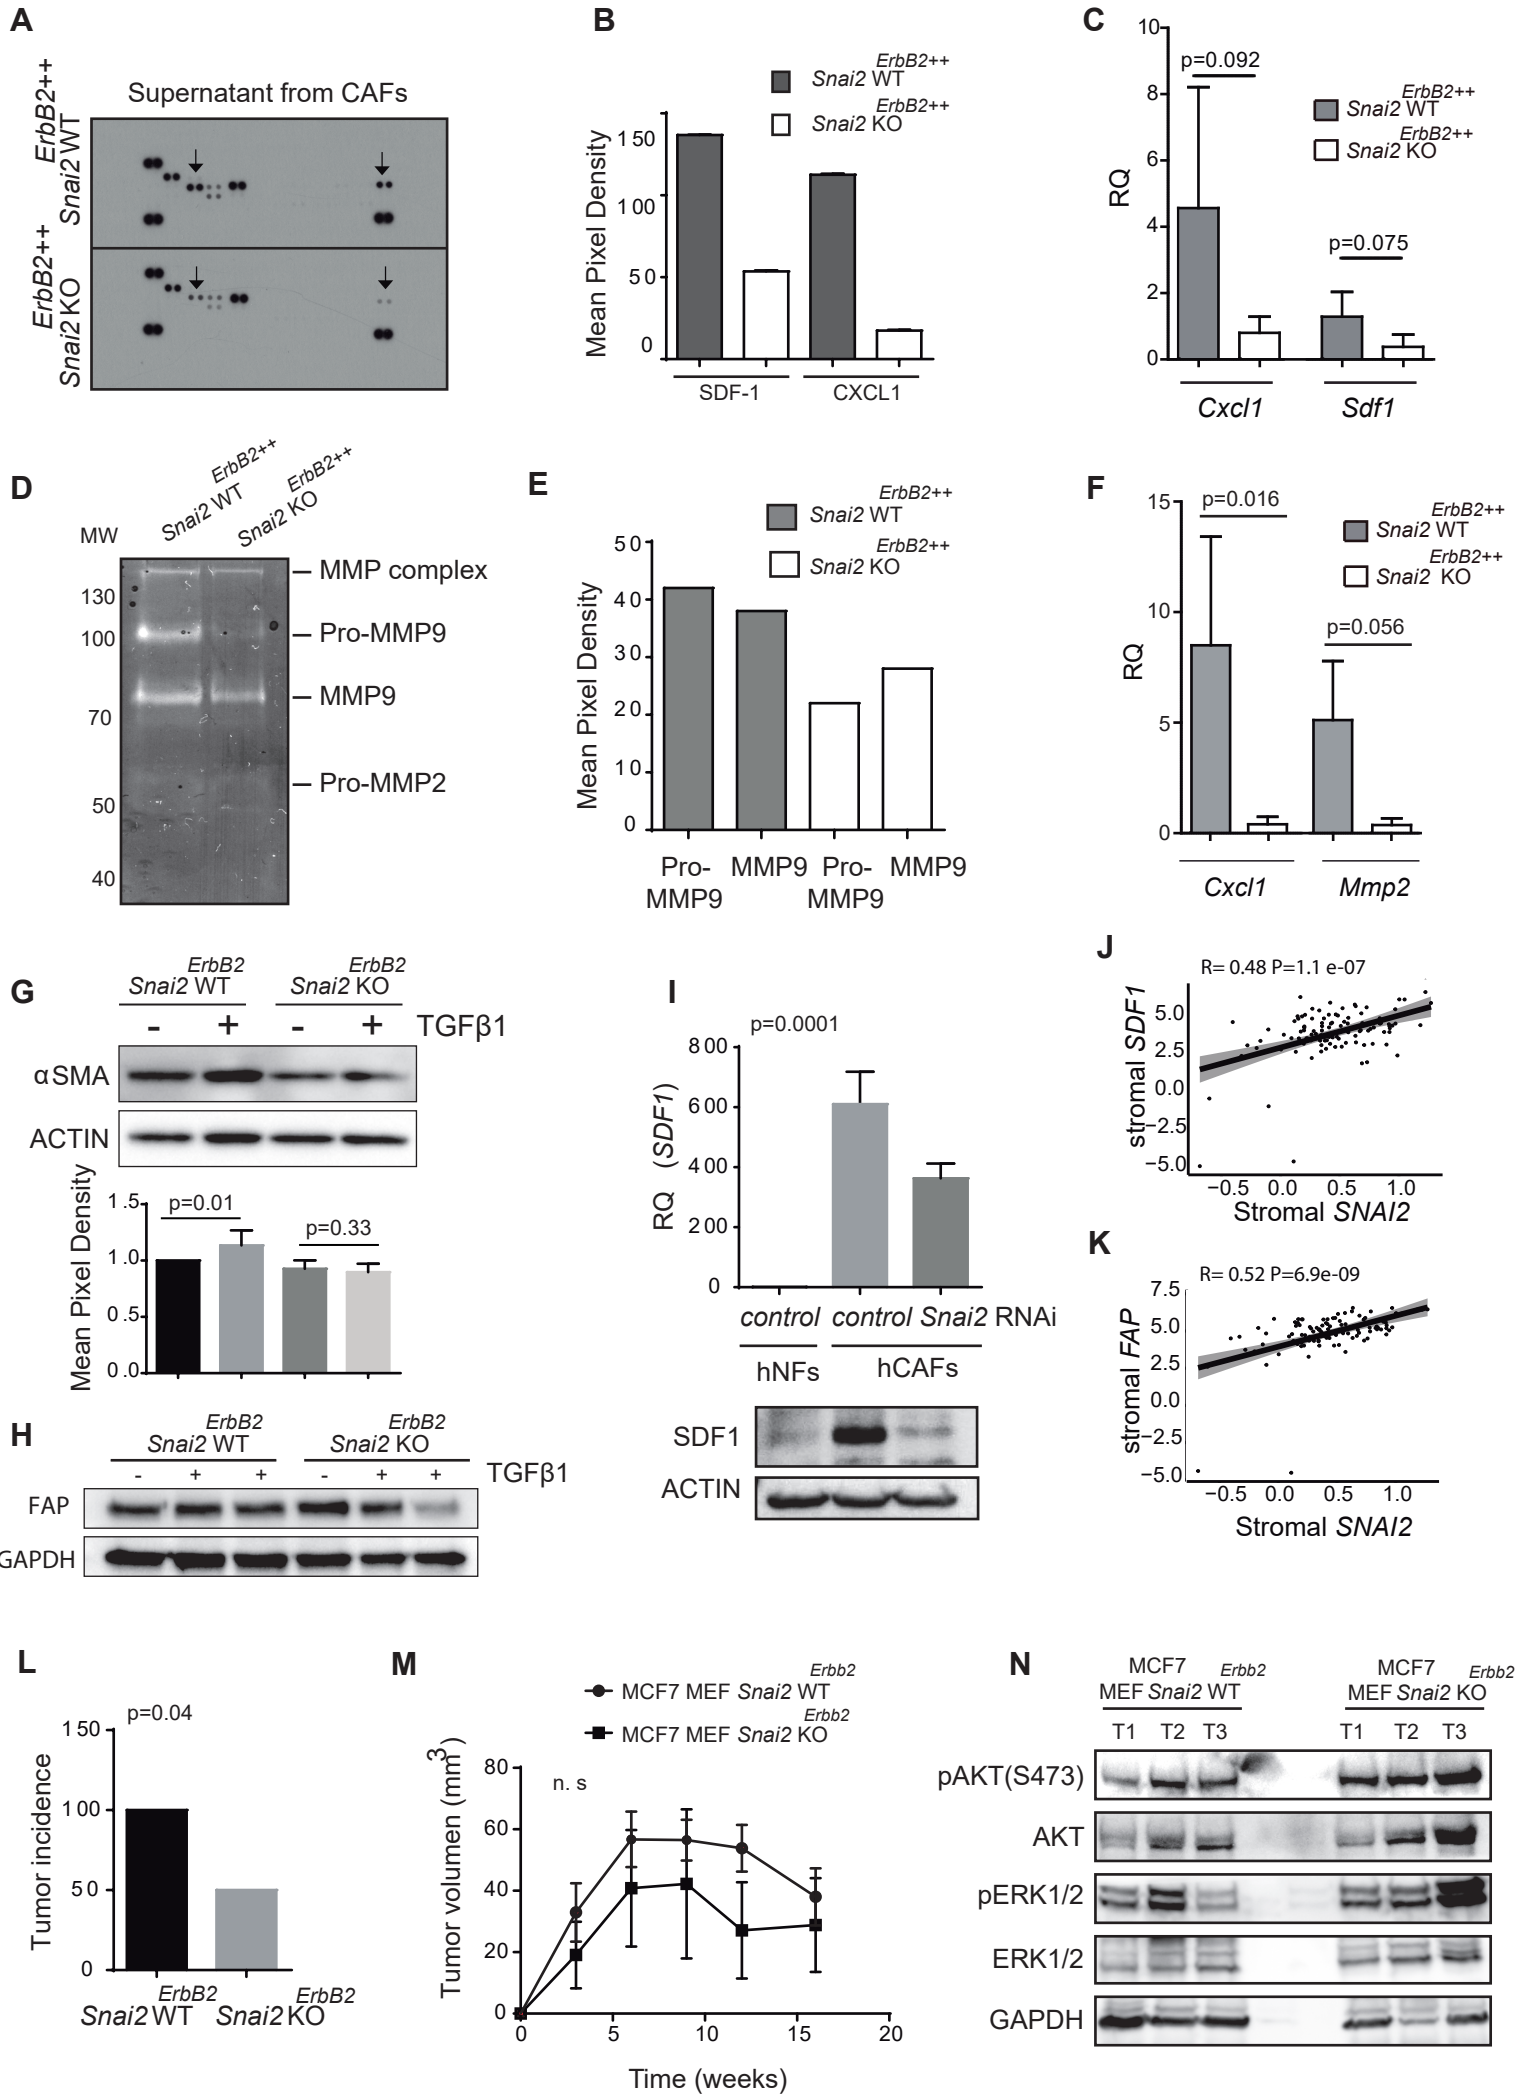 A
Supernatant from CAFs
ErbB2++
Snai2 WT
ErbB2++
Snai2 KO
B
ErbB2++
Snai2 WT
ErbB2++
Snai2 KO
Mean Pixel Density
150
100
50
0
SDF-1 CXCL1
C
ErbB2++
Snai2 WT
ErbB2++
Snai2 KO
p=0.092
p=0.075
RQ
10
8
6
4
2
0
Cxcl1 Sdf1
D
ErbB2++
Snai2 WT
ErbB2++
Snai2 KO
MW
130
100
70
50
40
MMP complex
Pro-MMP9
MMP9
Pro-MMP2
E
ErbB2++
Snai2 WT
ErbB2++
Snai2 KO
Mean Pixel Density
50
40
30
20
10
0
Pro- MMP9 Pro- MMP9
MMP9 MMP9
F
ErbB2++
Snai2 WT
ErbB2++
Snai2 KO
p=0.016
p=0.056
RQ
15
10
5
0
Cxcl1 Mmp2
G
ErbB2 ErbB2
Snai2 WT Snai2 KO
- + - + TGFβ1
αSMA
ACTIN
Mean Pixel Density
1.5
1.0
0.5
0.0
p=0.01
p=0.33
H
ErbB2 ErbB2
Snai2 WT Snai2 KO
- + + - + + TGFβ1
FAP
GAPDH
I
p=0.0001
RQ (SDF1)
800
600
400
200
0
control control Snai2 RNAi
hNFs hCAFs
SDF1
ACTIN
J
R= 0.48 P=1.1 e-07
stromal SDF1
5.0
2.5
0.0
−2.5
−5.0
−0.5 0.0 0.5 1.0
Stromal SNAI2
K
R= 0.52 P=6.9e-09
stromal FAP
7.5
5.0
2.5
0.0
−2.5
−5.0
−0.5 0.0 0.5 1.0
Stromal SNAI2
L
p=0.04
Tumor incidence
150
100
50
0
ErbB2 ErbB2
Snai2 WT Snai2 KO
M
Erbb2
MCF7 MEF Snai2 WT
Erbb2
MCF7 MEF Snai2 KO
n. s
Tumor volumen (mm3)
80
60
40
20
0
0 5 10 15 20
Time (weeks)
N
MCF7 Erbb2 MCF7 Erbb2
MEF Snai2 WT MEF Snai2 KO
T1 T2 T3 T1 T2 T3
pAKT(S473)
AKT
pERK1/2
ERK1/2
GAPDH